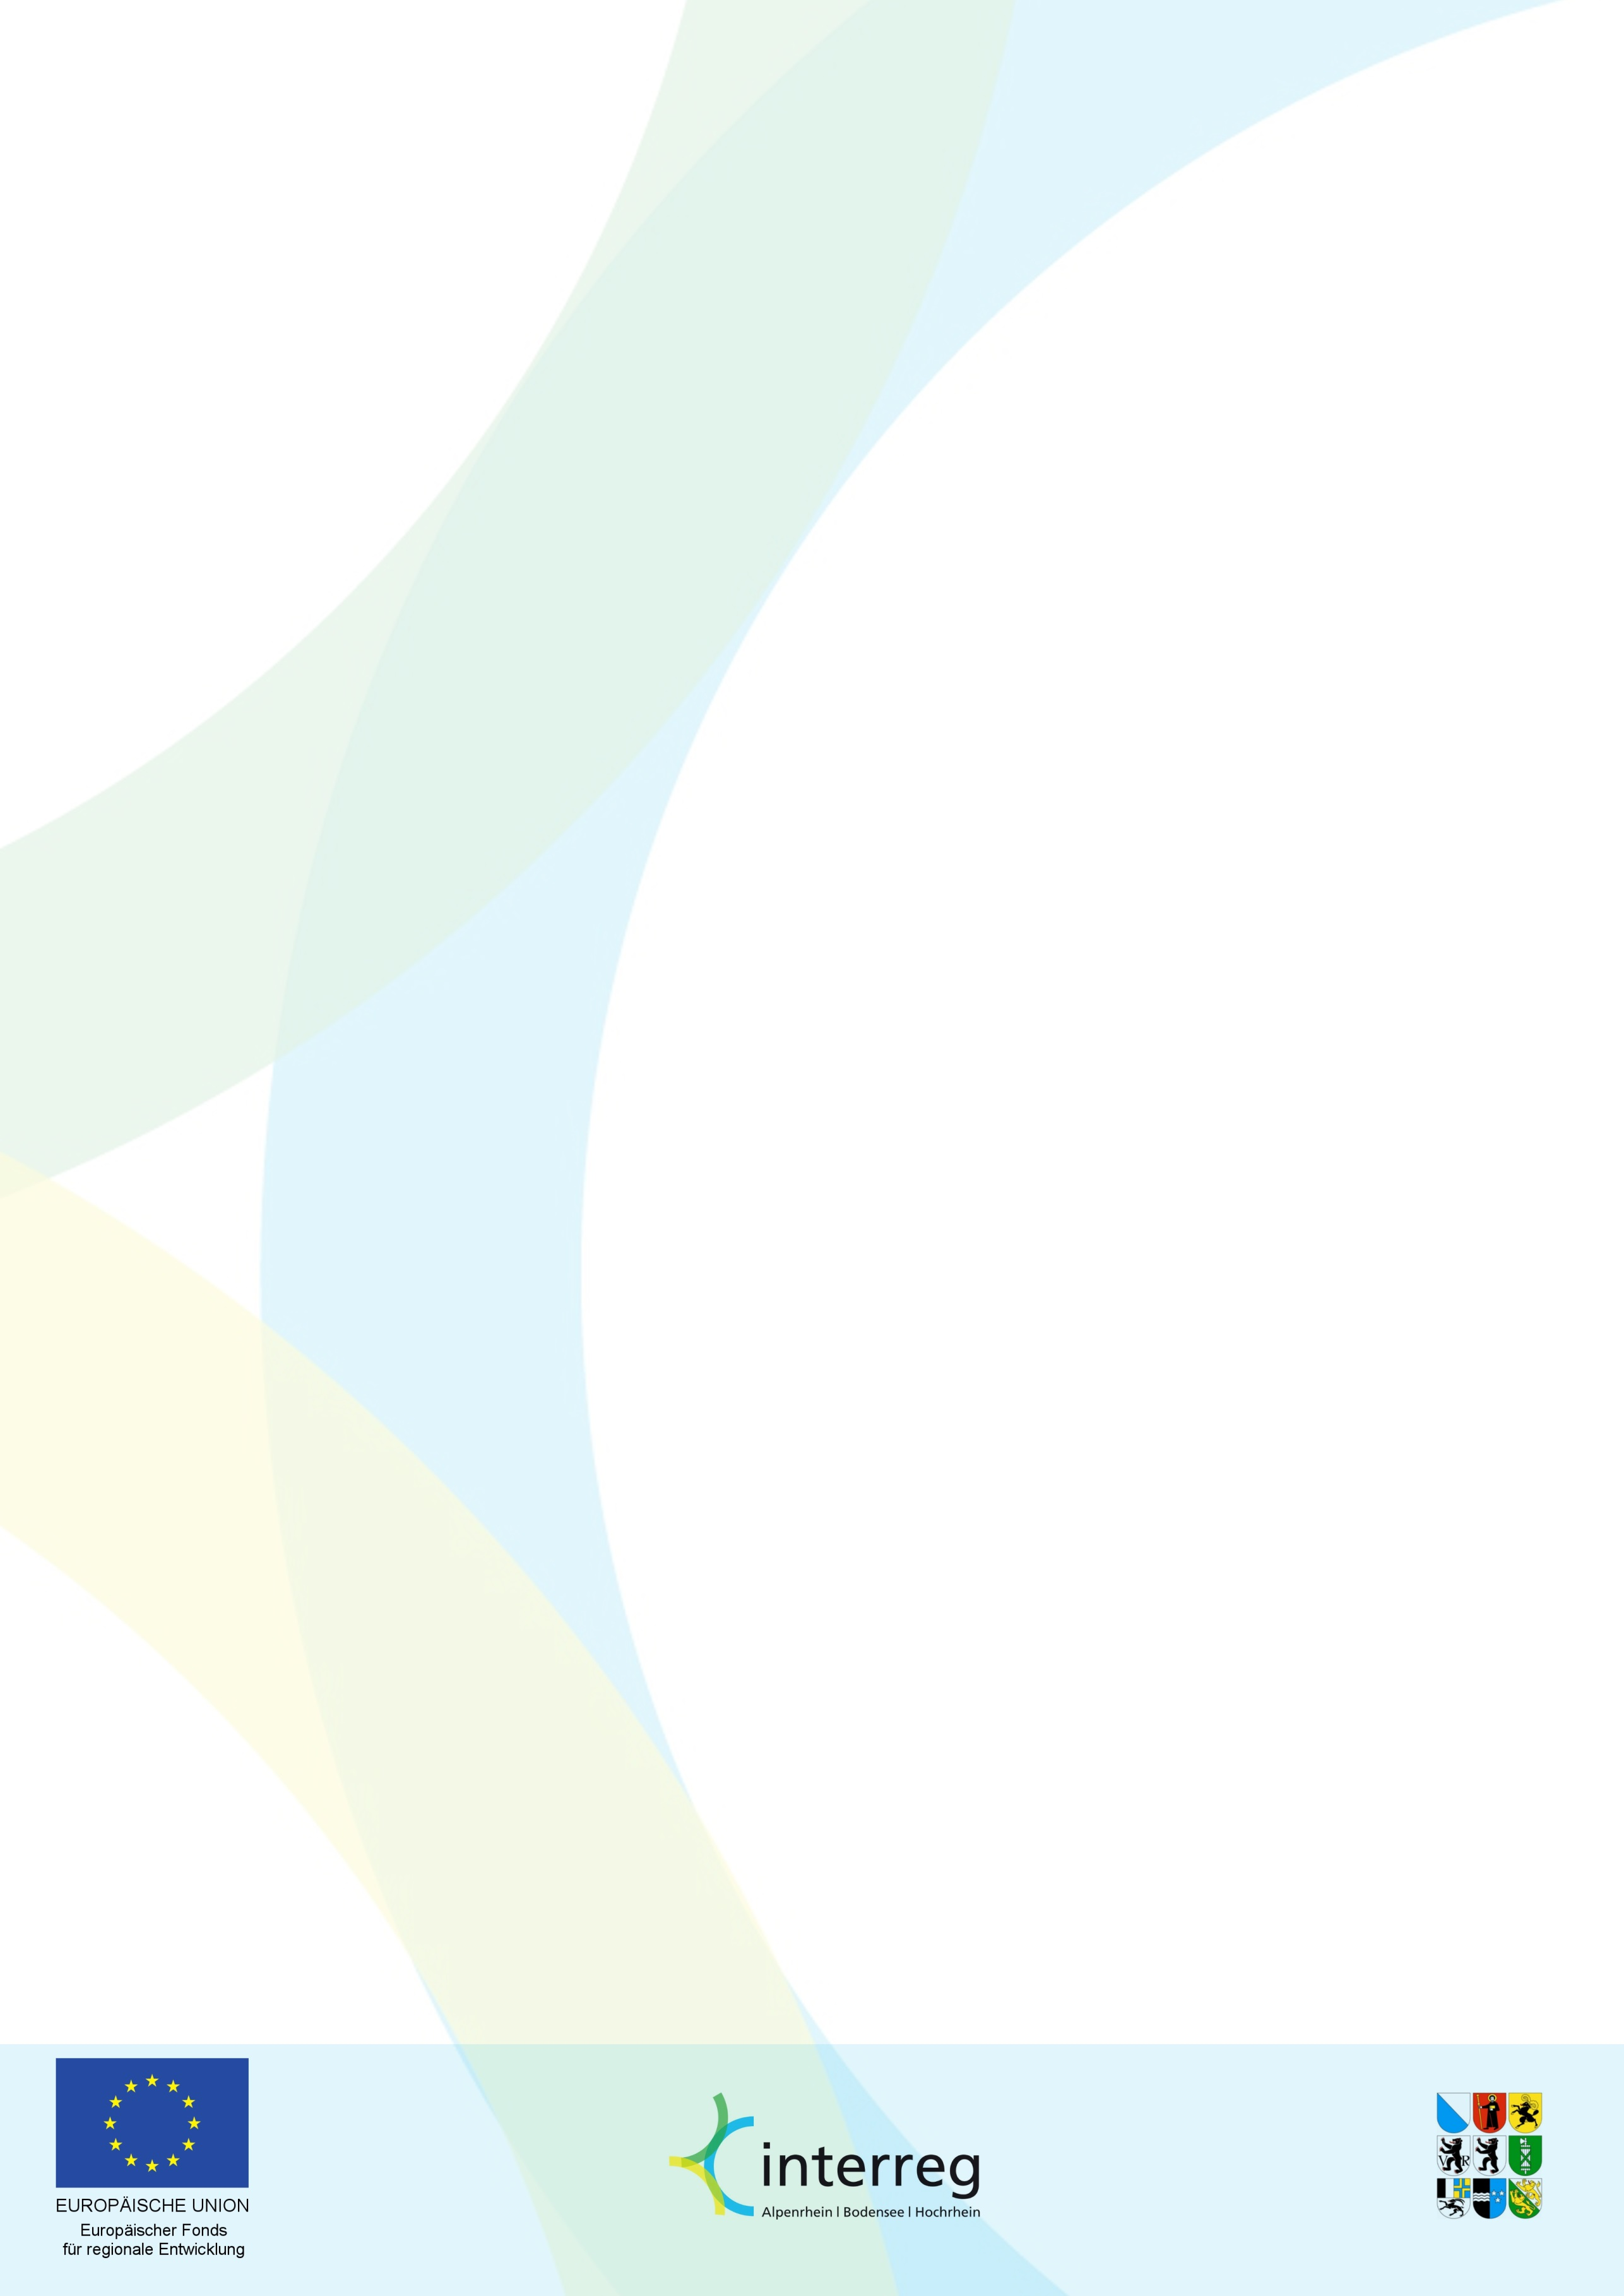 EUROPÄISCHE UNION
Europäischer Fonds
für regionale Entwicklung
interreg
Alpenrhein | Bodensee | Hochrhein
V R